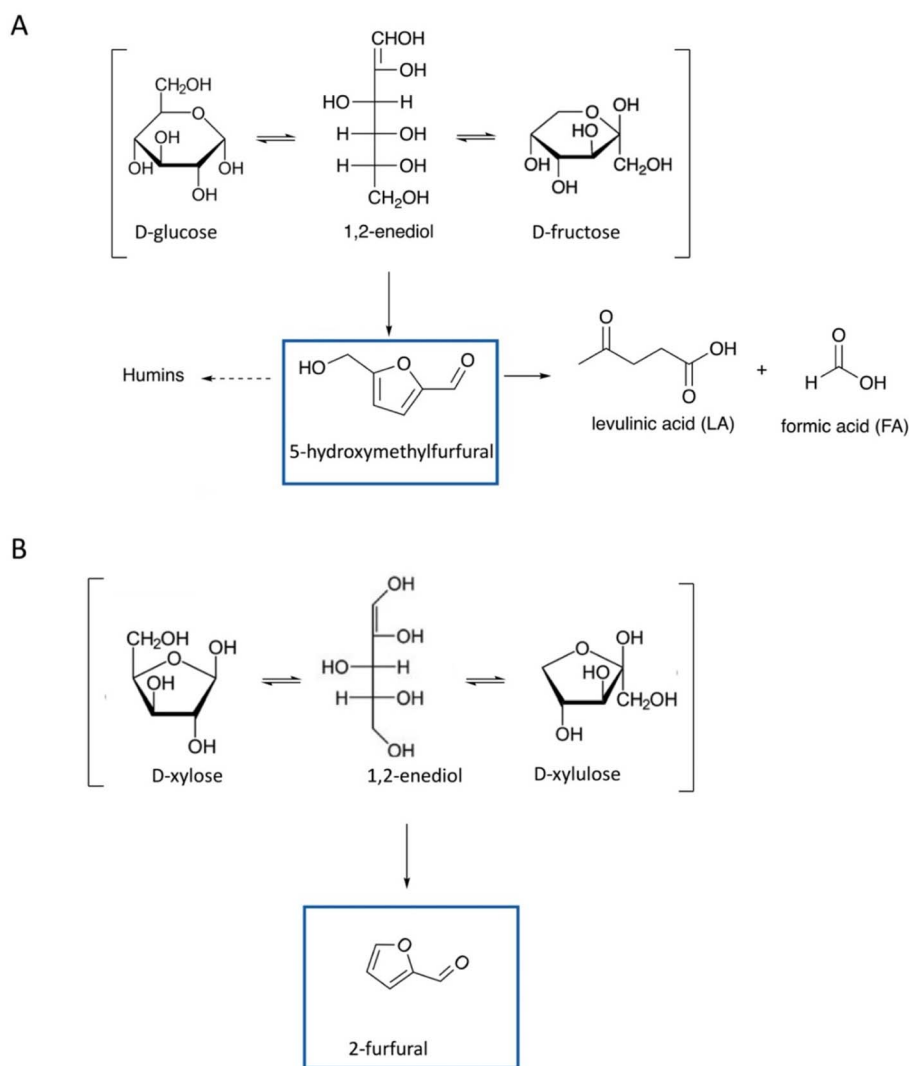 A
CHOH
OH
CH₂OH
O
OH
HO
H
O
OH
HO
OH
H
OH
OH
OH
H
OH
OH
CH₂OH
OH
CH₂OH
OH
D-glucose
1,2-enediol
D-fructose
O
OH
O
HO
O
O
O
Humins
+
H
OH
O
levulinic acid (LA)
formic acid (FA)
5-hydroxymethylfurfural
B
OH
CH₂OH
OH
OH
OH
O
O
HO
H
HO
OH
H
OH
CH₂OH
OH
OH
OH
D-xylose
1,2-enediol
D-xylulose
O
O
2-furfural